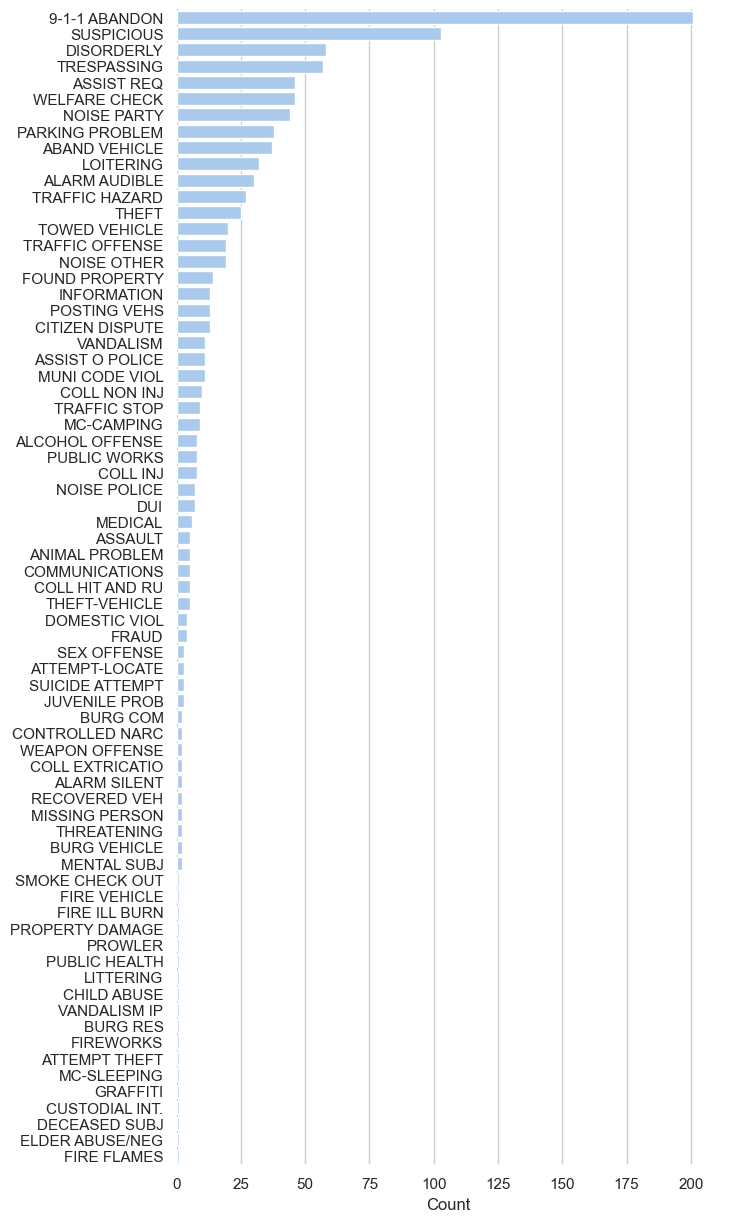 9-1-1 ABANDON
SUSPICIOUS
DISORDERLY
TRESPASSING
ASSIST REQ
WELFARE CHECK
NOISE PARTY
PARKING PROBLEM
ABAND VEHICLE
LOITERING
ALARM AUDIBLE
TRAFFIC HAZARD
THEFT
TOWED VEHICLE
TRAFFIC OFFENSE
NOISE OTHER
FOUND PROPERTY
INFORMATION
POSTING VEHS
CITIZEN DISPUTE
VANDALISM
ASSIST O POLICE
MUNI CODE VIOL
COLL NON INJ
TRAFFIC STOP
MC-CAMPING
ALCOHOL OFFENSE
PUBLIC WORKS
COLL INJ
NOISE POLICE
DUI
MEDICAL
ASSAULT
ANIMAL PROBLEM
COMMUNICATIONS
COLL HIT AND RU
THEFT-VEHICLE
DOMESTIC VIOL
FRAUD
SEX OFFENSE
ATTEMPT-LOCATE
SUICIDE ATTEMPT
JUVENILE PROB
BURG COM
CONTROLLED NARC
WEAPON OFFENSE
COLL EXTRICATIO
ALARM SILENT
RECOVERED VEH
MISSING PERSON
THREATENING
BURG VEHICLE
MENTAL SUBJ
SMOKE CHECK OUT
FIRE VEHICLE
FIRE ILL BURN
PROPERTY DAMAGE
PROWLER
PUBLIC HEALTH
LITTERING
CHILD ABUSE
VANDALISM IP
BURG RES
FIREWORKS
ATTEMPT THEFT
MC-SLEEPING
GRAFFITI
CUSTODIAL INT.
DECEASED SUBJ
ELDER ABUSE/NEG
FIRE FLAMES
0 25 50 75 100 125 150 175 200
Count